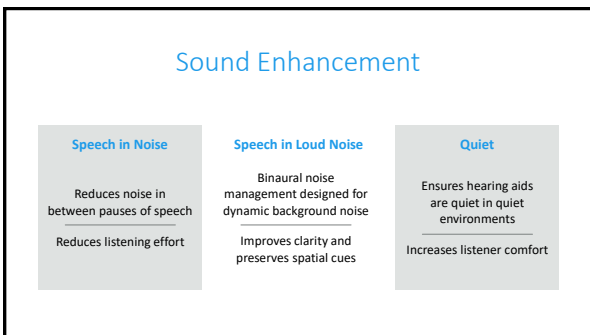 Sound Enhancement
Speech in Noise
Reduces noise in
between pauses of speech
Reduces listening effort
Speech in Loud Noise
Binaural noise
management designed for
dynamic background noise
Improves clarity and
preserves spatial cues
Quiet
Ensures hearing aids
are quiet in quiet
environments
Increases listener comfort